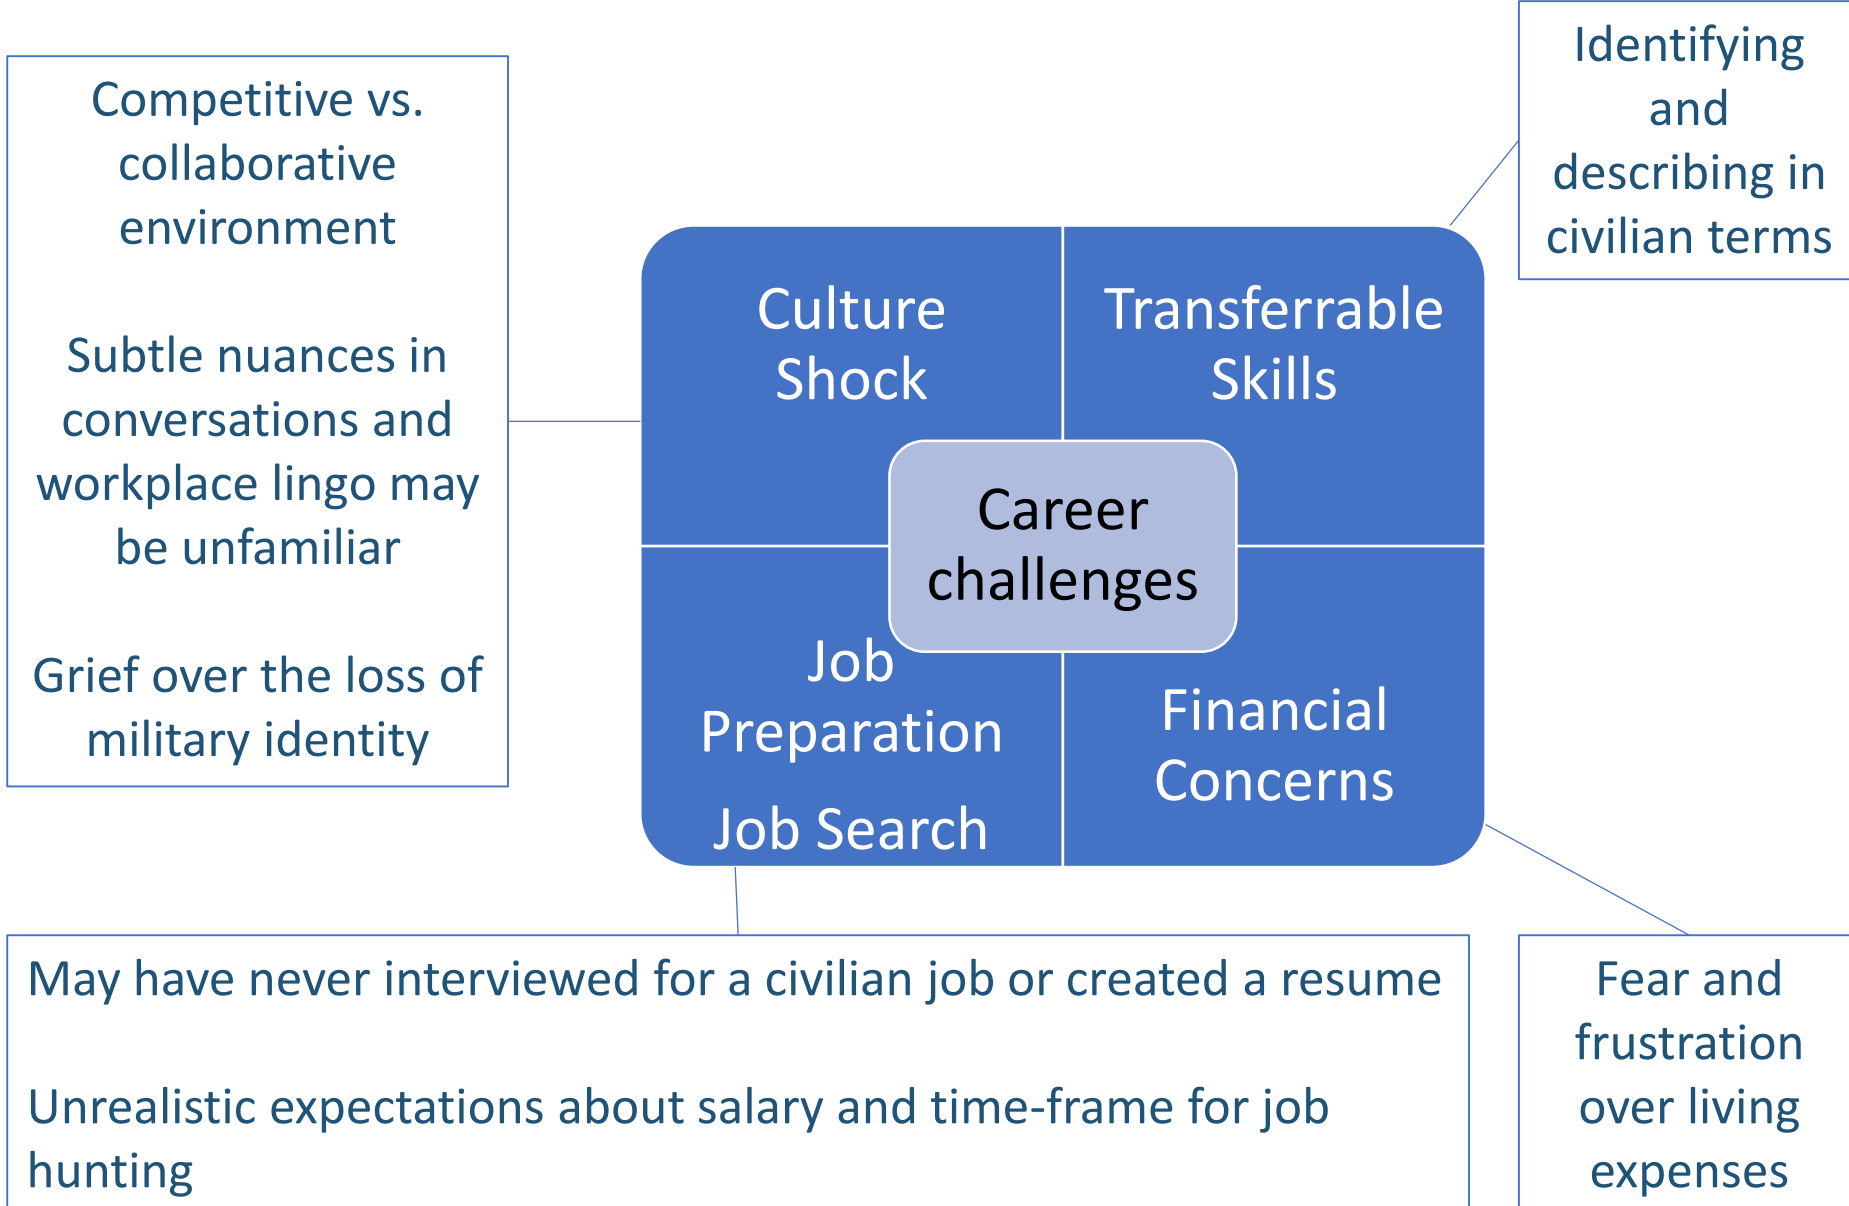 Competitive vs.
collaborative
environment
Subtle nuances in
conversations and
workplace lingo may
be unfamiliar
Grief over the loss of
military identity
Identifying
and
describing in
civilian terms
Culture
Shock
Transferrable
Skills
Career
challenges
Job
Preparation
Job Search
Financial
Concerns
May have never interviewed for a civilian job or created a resume
Unrealistic expectations about salary and time-frame for job
hunting
Fear and
frustration
over living
expenses